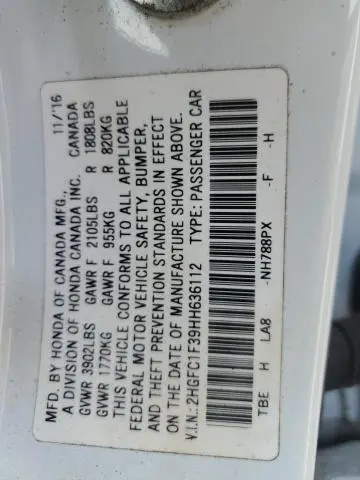 MFD. BY HONDA OF CANADA MFG., 11/'16
A DIVISION OF HONDA CANADA INC. CANADA
GVWR 3902LBS GAWR F 2105LBS R 1808LBS
GVWR 1770KG GAWR F 955KG R 820KG
THIS VEHICLE CONFORMS TO ALL APPLICABLE
FEDERAL MOTOR VEHICLE SAFETY, BUMPER,
AND THEFT PREVENTION STANDARDS IN EFFECT
ON THE DATE OF MANUFACTURE SHOWN ABOVE.
V.I.N.: 2HGFC1F39HH636112 TYPE: PASSENGER CAR
TBE H LA8 -NH788PX -F -H